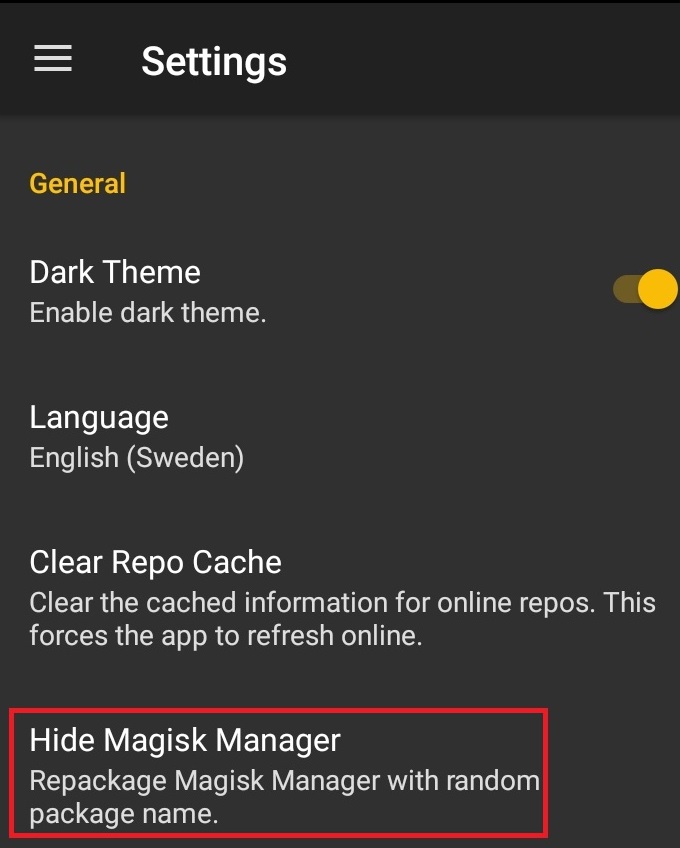 Settings
General
Dark Theme
Enable dark theme.
Language
English (Sweden)
Clear Repo Cache
Clear the cached information for online repos. This
forces the app to refresh online.
Hide Magisk Manager
Repackage Magisk Manager with random
package name.